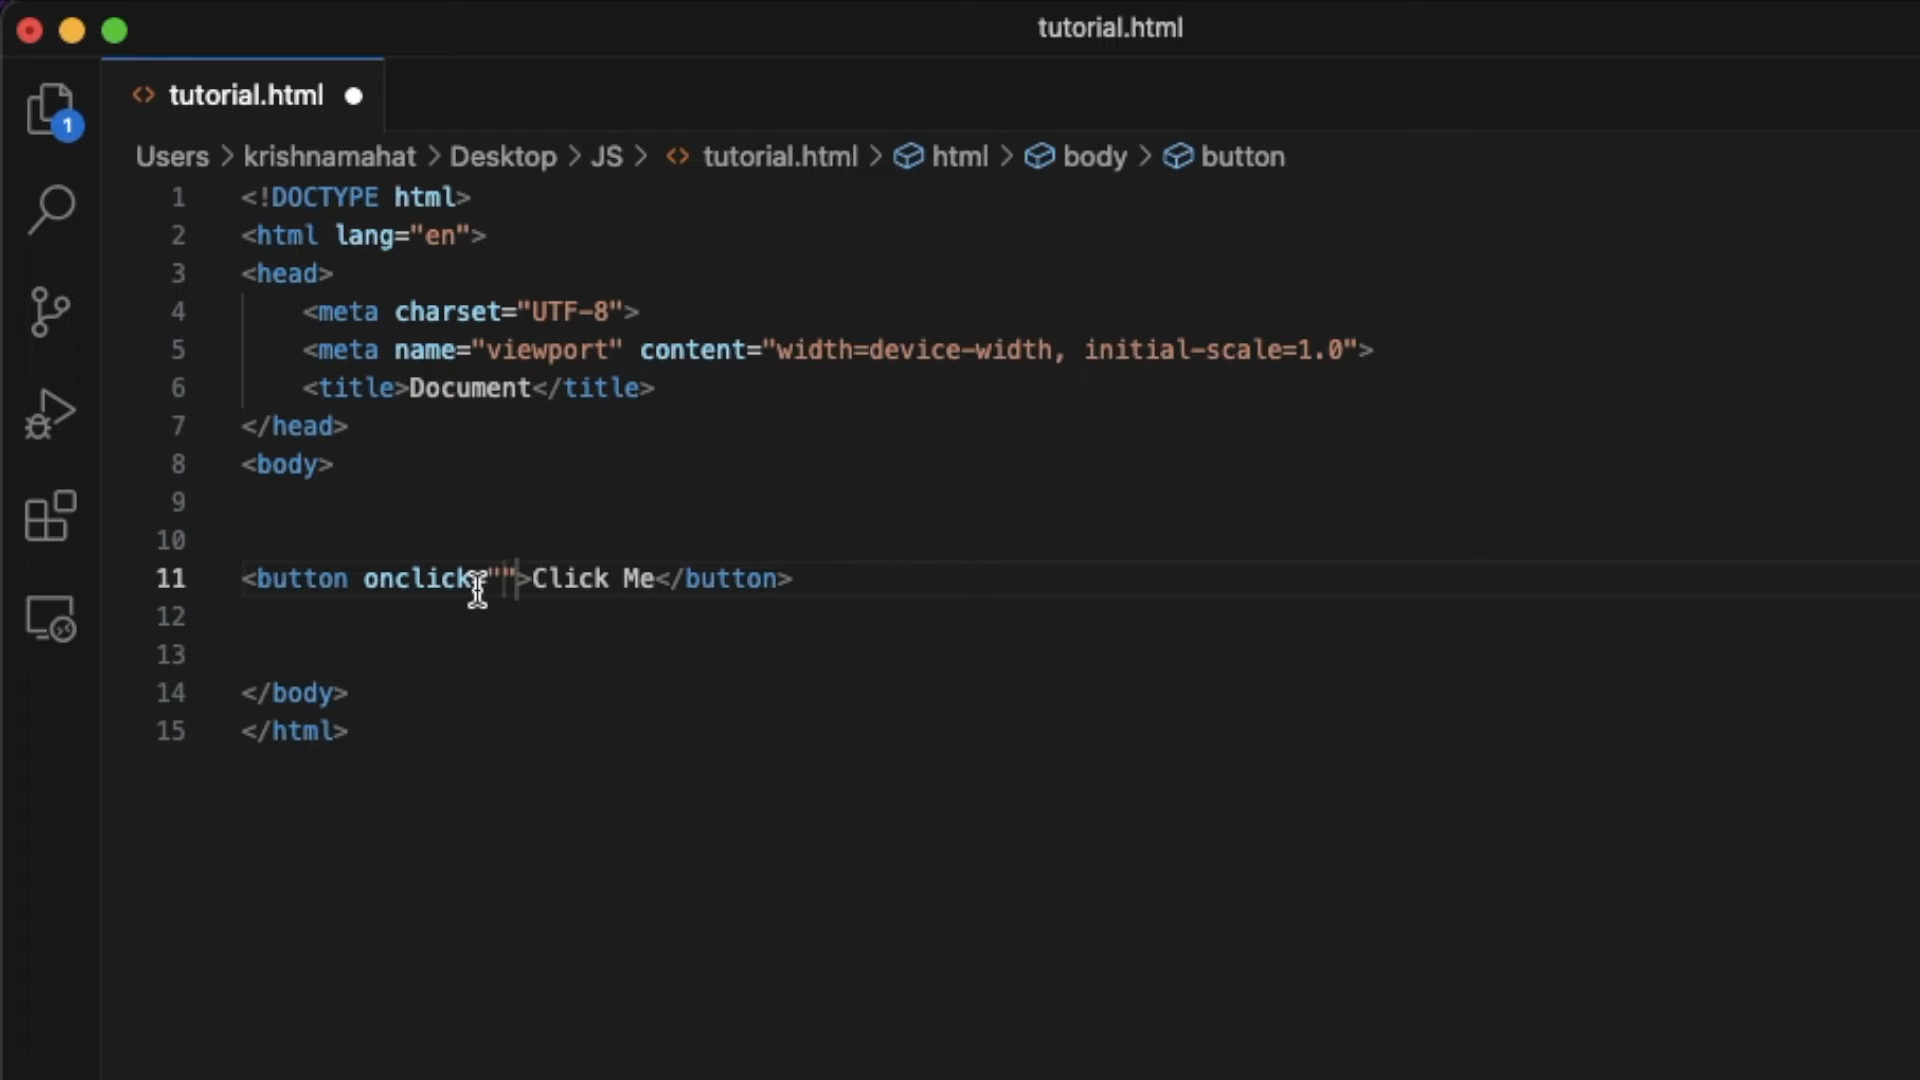 tutorial.html
<> tutorial.html
1
Users > krishnamahat > Desktop > JS > <> tutorial.html > html > body > button
1 <!DOCTYPE html>
2 <html lang="en">
3 <head>
4 <meta charset="UTF-8">
5 <meta name="viewport" content="width=device-width, initial-scale=1.0">
6 <title>Document</title>
7 </head>
8 <body>
9
10
11 <button onclick="">Click Me</button>
12
13
14 </body>
15 </html>